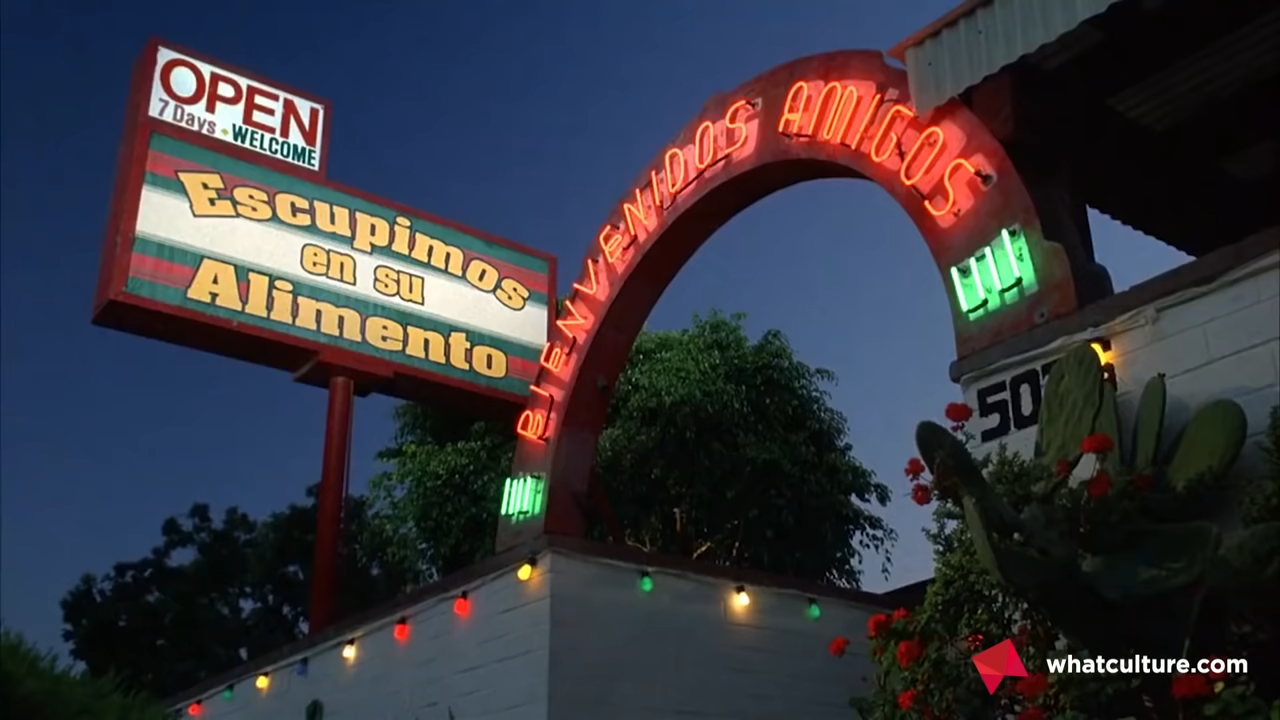 OPEN
7 Days • WELCOME
Escupimos
en su
Alimento
BIENVENIDOS AMIGOS
whatculture.com